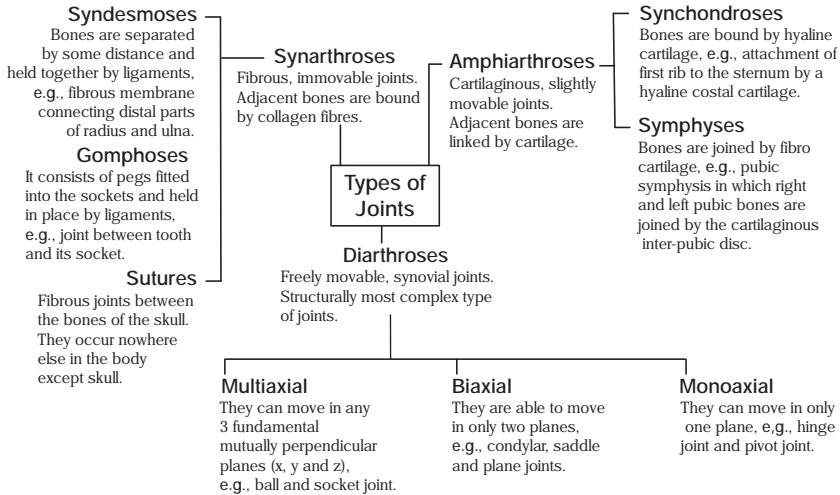 Syndesmoses
Bones are separated
by some distance and
held together by ligaments,
e.g., fibrous membrane
connecting distal parts
of radius and ulna.
Gomphoses
It consists of pegs fitted
into the sockets and held
in place by ligaments,
e.g., joint between tooth
and its socket.
Sutures
Fibrous joints between
the bones of the skull.
They occur nowhere
else in the body
except skull.
Synarthroses
Fibrous, immovable joints.
Adjacent bones are bound
by collagen fibres.
Amphiarthroses
Cartilaginous, slightly
movable joints.
Adjacent bones are
linked by cartilage.
Synchondroses
Bones are bound by hyaline
cartilage, e.g., attachment of
first rib to the sternum by a
hyaline costal cartilage.
Symphyses
Bones are joined by fibro
cartilage, e.g., pubic
symphysis in which right
and left pubic bones are
joined by the cartilaginous
inter-pubic disc.
Types of
Joints
Diarthroses
Freely movable, synovial joints.
Structurally most complex type
of joints.
Multiaxial
They can move in any
3 fundamental
mutually perpendicular
planes (x, y and z),
e.g., ball and socket joint.
Biaxial
They are able to move
in only two planes,
e.g., condylar, saddle
and plane joints.
Monoaxial
They can move in only
one plane, e,g., hinge
joint and pivot joint.